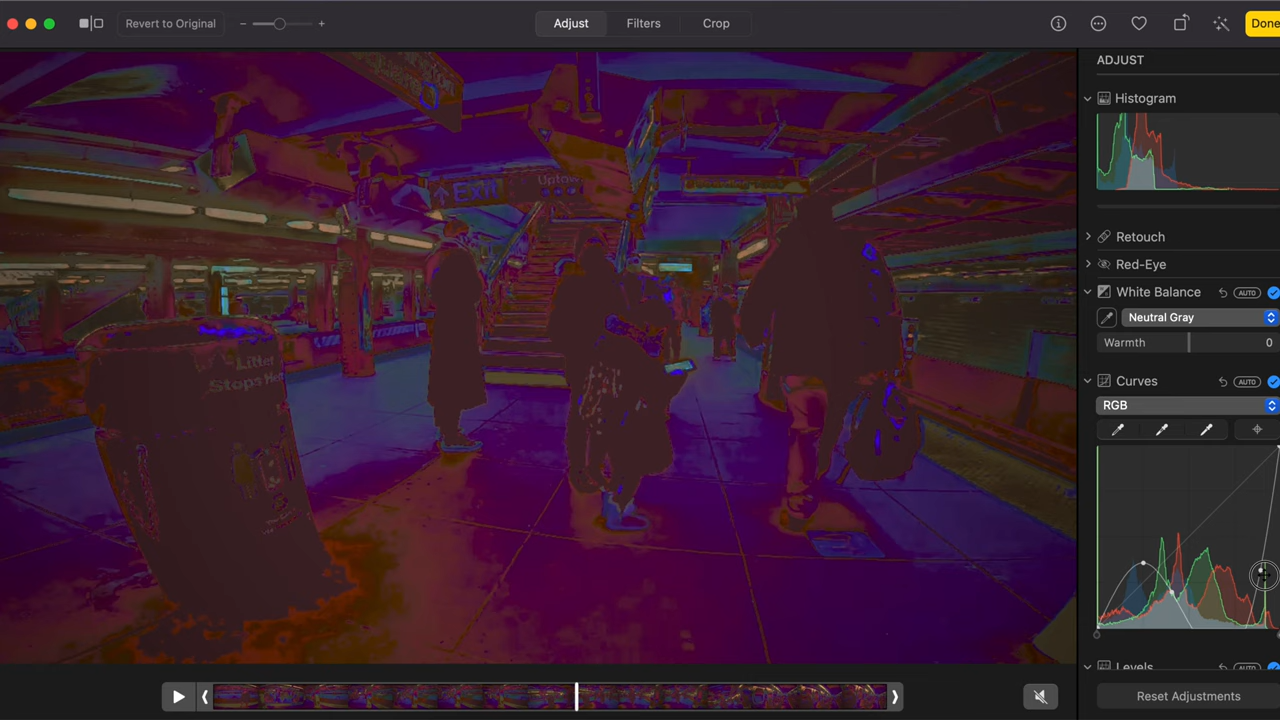 Revert to Original
Adjust
Filters
Crop
Done
ADJUST
Histogram
Retouch
Red-Eye
White Balance
AUTO
Neutral Gray
Warmth
0
Curves
AUTO
RGB
Levels
AUTO
Reset Adjustments
Exit
Uptow
Litter
Stops Here